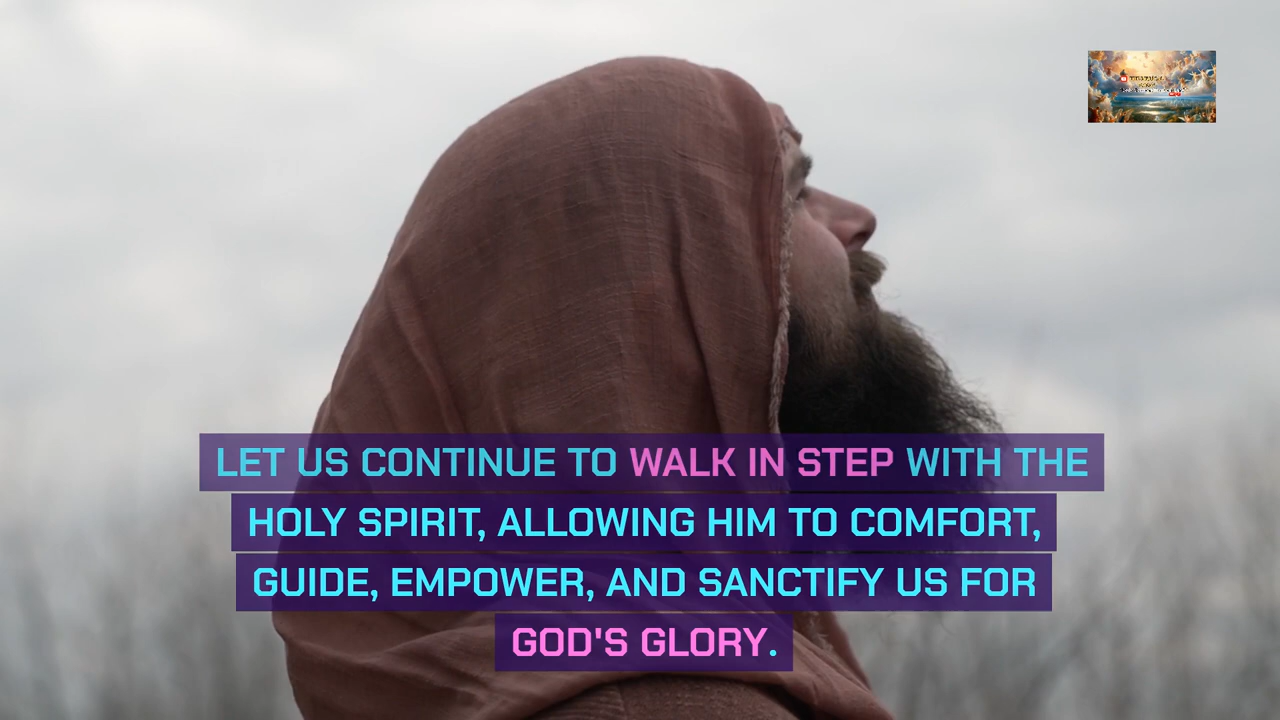 LET US CONTINUE TO WALK IN STEP WITH THE
HOLY SPIRIT, ALLOWING HIM TO COMFORT,
GUIDE, EMPOWER, AND SANCTIFY US FOR
GOD'S GLORY.